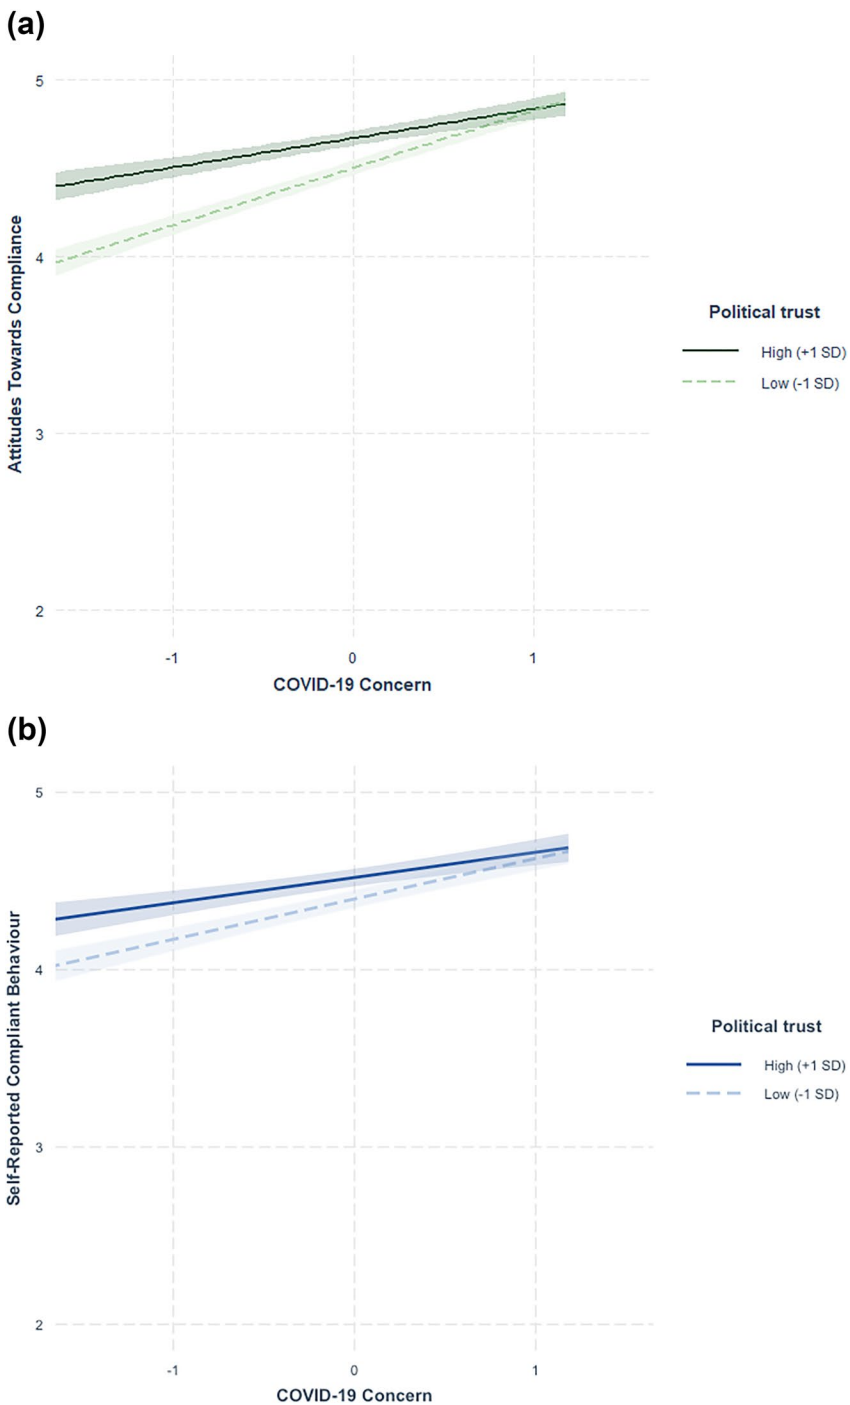 (a)
5
4
3
2
Attitudes Towards Compliance
-1 0 1
COVID-19 Concern
Political trust
High (+1 SD)
Low (-1 SD)
(b)
5
4
3
2
Self-Reported Compliant Behaviour
-1 0 1
COVID-19 Concern
Political trust
High (+1 SD)
Low (-1 SD)